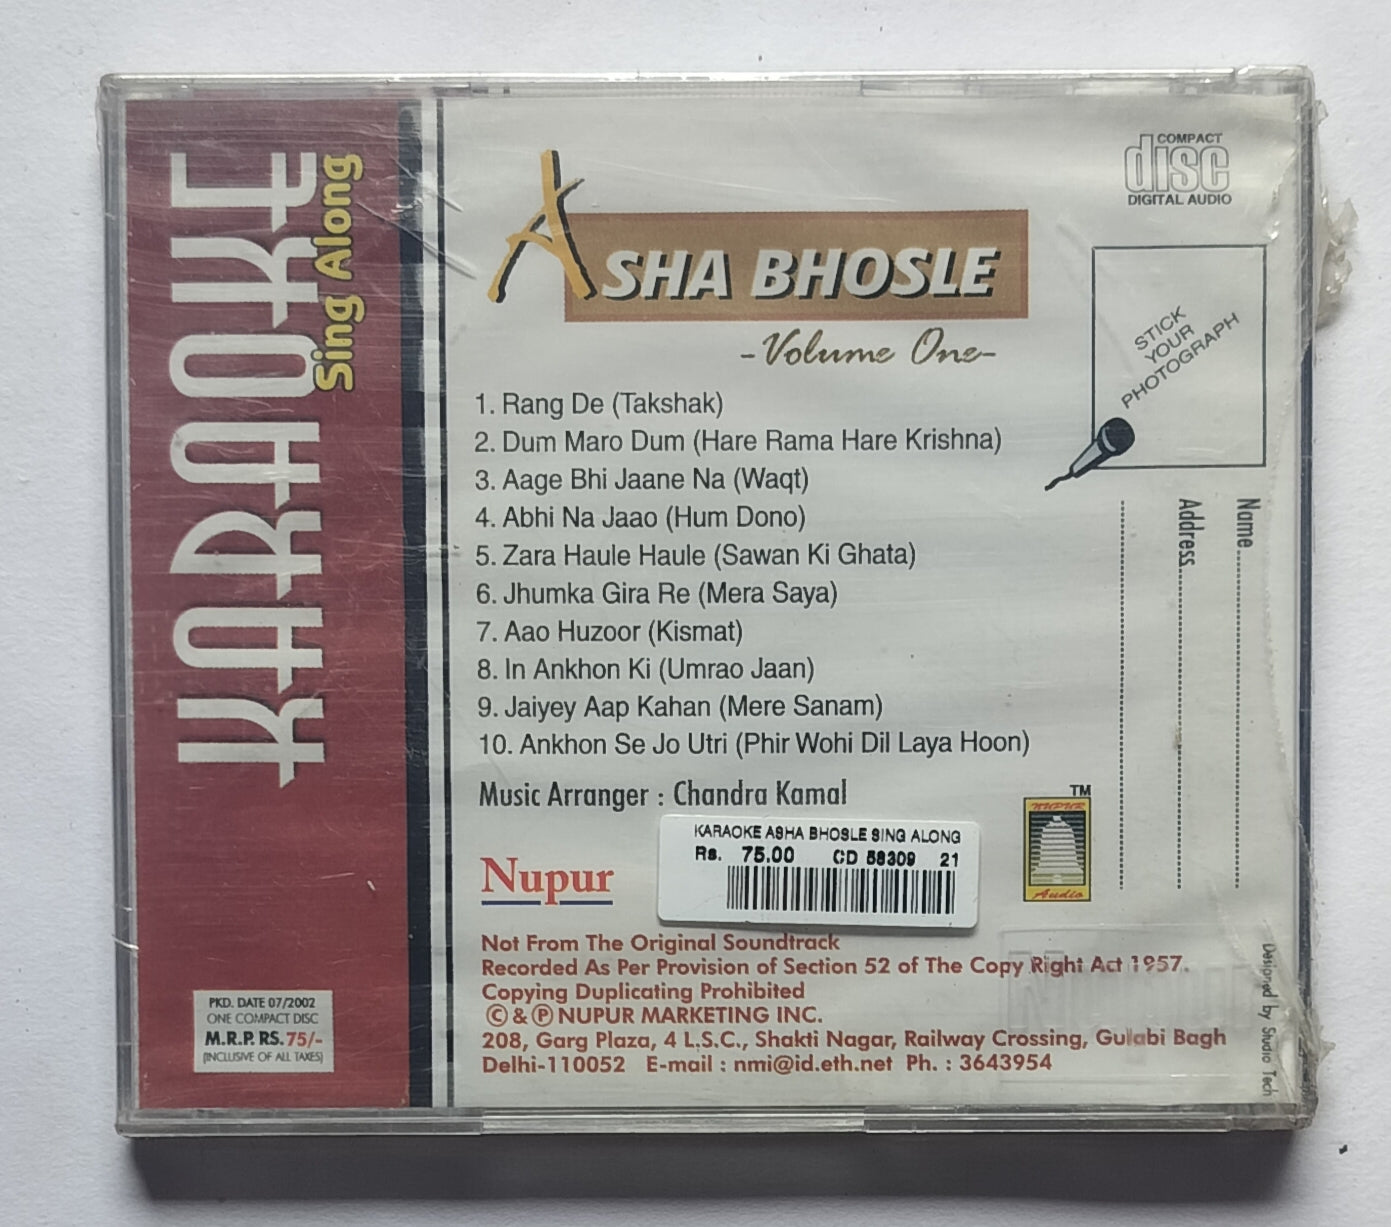 KARAOKE
Sing Along
COMPACT
disc
DIGITAL AUDIO
ASHA BHOSLE
-Volume One-
STICK
YOUR
PHOTOGRAPH
1. Rang De (Takshak)
2. Dum Maro Dum (Hare Rama Hare Krishna)
3. Aage Bhi Jaane Na (Waqt)
4. Abhi Na Jaao (Hum Dono)
5. Zara Haule Haule (Sawan Ki Ghata)
6. Jhumka Gira Re (Mera Saya)
7. Aao Huzoor (Kismat)
8. In Ankhon Ki (Umrao Jaan)
9. Jaiyey Aap Kahan (Mere Sanam)
10. Ankhon Se Jo Utri (Phir Wohi Dil Laya Hoon)
Name
Address
Music Arranger : Chandra Kamal
TM
NUPUR
Audio
KARAOKE ASHA BHOSLE SING ALONG
Rs. 75.00 CD 58309 21
Nupur
Not From The Original Soundtrack
Recorded As Per Provision of Section 52 of The Copy Right Act 1957.
Copying Duplicating Prohibited
© & ℗ NUPUR MARKETING INC.
208, Garg Plaza, 4 L.S.C., Shakti Nagar, Railway Crossing, Gulabi Bagh
Delhi-110052 E-mail : nmi@id.eth.net Ph. : 3643954
Designed by Studio Tech
PKD. DATE 07/2002
ONE COMPACT DISC
M.R.P. RS. 75/-
(INCLUSIVE OF ALL TAXES)